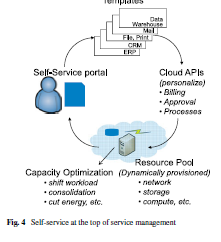 Templates
Data
Warehouse
Mail
File, Print
CRM
ERP
Self-Service portal
Cloud APIs
(personalize)
• Billing
• Approval
• Processes
Capacity Optimization
• shift workload
• consolidation
• cut energy, etc.
Resource Pool
(Dynamically provisioned)
• network
• storage
• compute, etc.
Fig. 4 Self-service at the top of service management